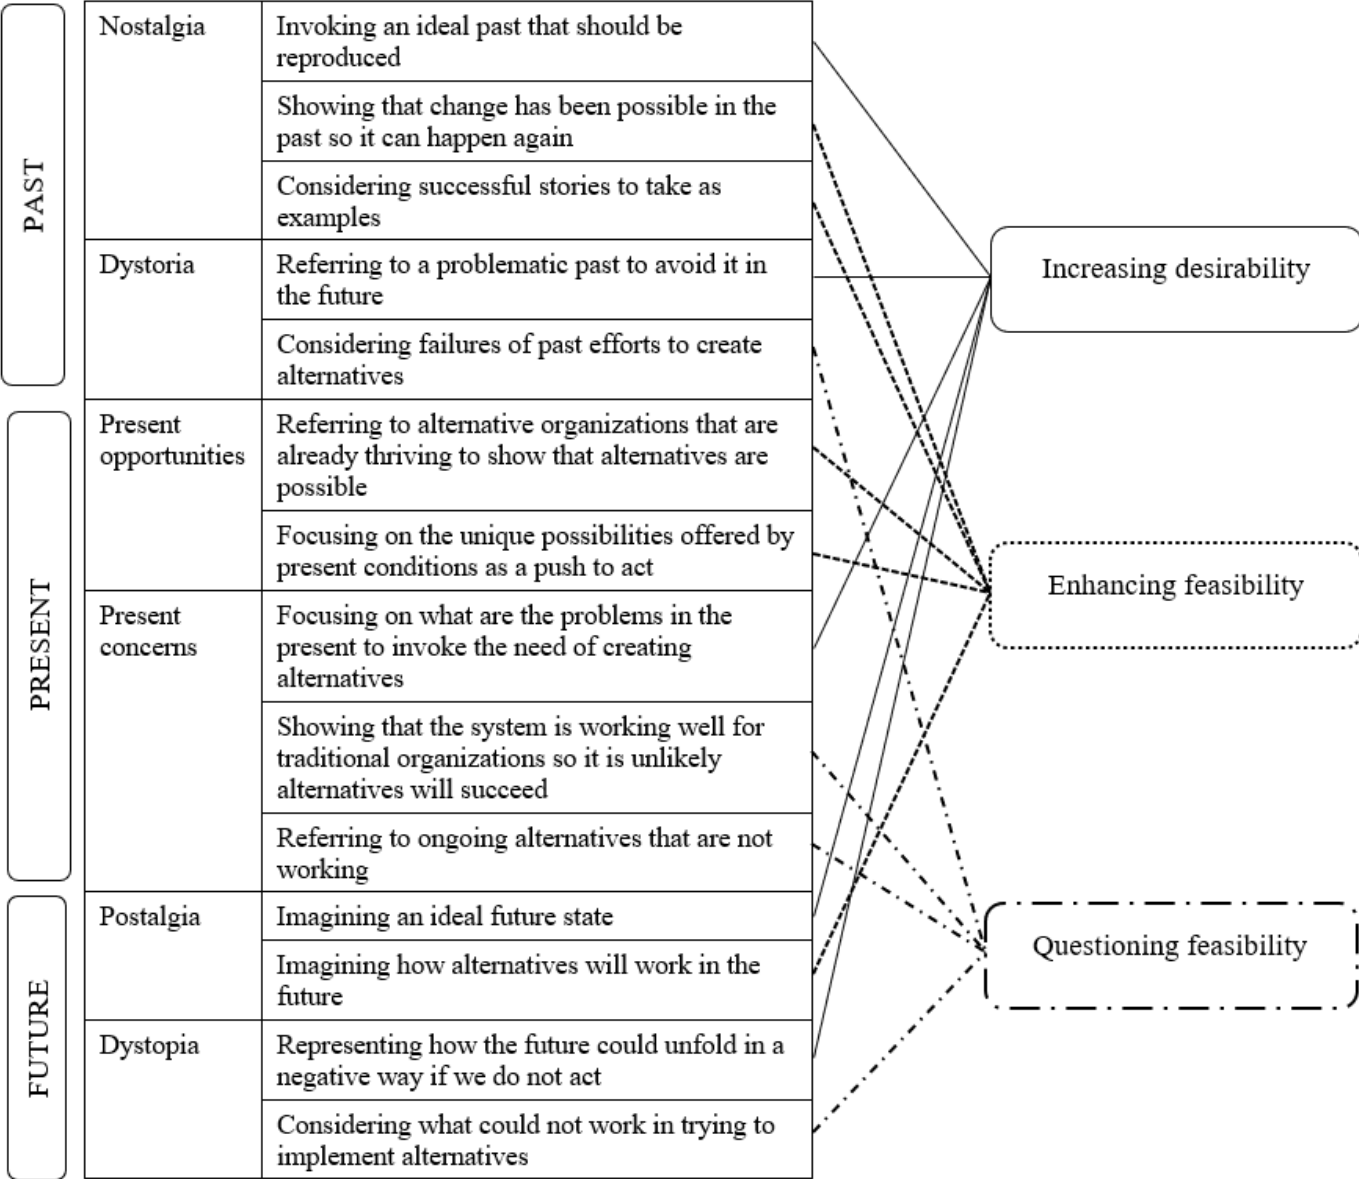 PAST
Nostalgia
Invoking an ideal past that should be
reproduced
Showing that change has been possible in the
past so it can happen again
Considering successful stories to take as
examples
Dystoria
Referring to a problematic past to avoid it in
the future
Considering failures of past efforts to create
alternatives
PRESENT
Present
opportunities
Referring to alternative organizations that are
already thriving to show that alternatives are
possible
Focusing on the unique possibilities offered by
present conditions as a push to act
Present
concerns
Focusing on what are the problems in the
present to invoke the need of creating
alternatives
Showing that the system is working well for
traditional organizations so it is unlikely
alternatives will succeed
Referring to ongoing alternatives that are not
working
FUTURE
Postalgia
Imagining an ideal future state
Imagining how alternatives will work in the
future
Dystopia
Representing how the future could unfold in a
negative way if we do not act
Considering what could not work in trying to
implement alternatives
Increasing desirability
Enhancing feasibility
Questioning feasibility